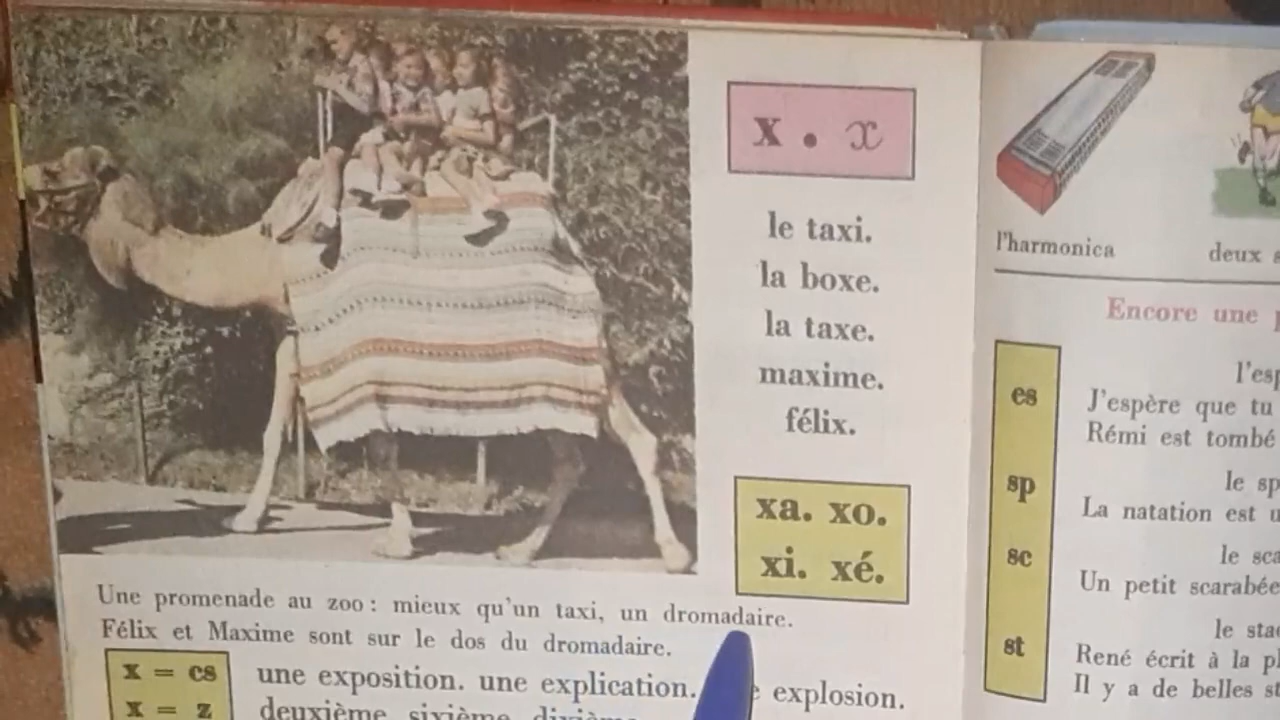 x . x
le taxi.
la boxe.
la taxe.
maxime.
félix.
xa. xo.
xi. xé.
Une promenade au zoo : mieux qu'un taxi, un dromadaire.
Félix et Maxime sont sur le dos du dromadaire.
x = cs
une exposition. une explication. explosion.
x = z
deuxième sixième dixième
l'harmonica
deux
Encore une
es
J'espère que tu
Rémi est tombé
sp
le
La natation est
sc
le
Un petit scarabée
st
le
René écrit à la
Il y a de belles